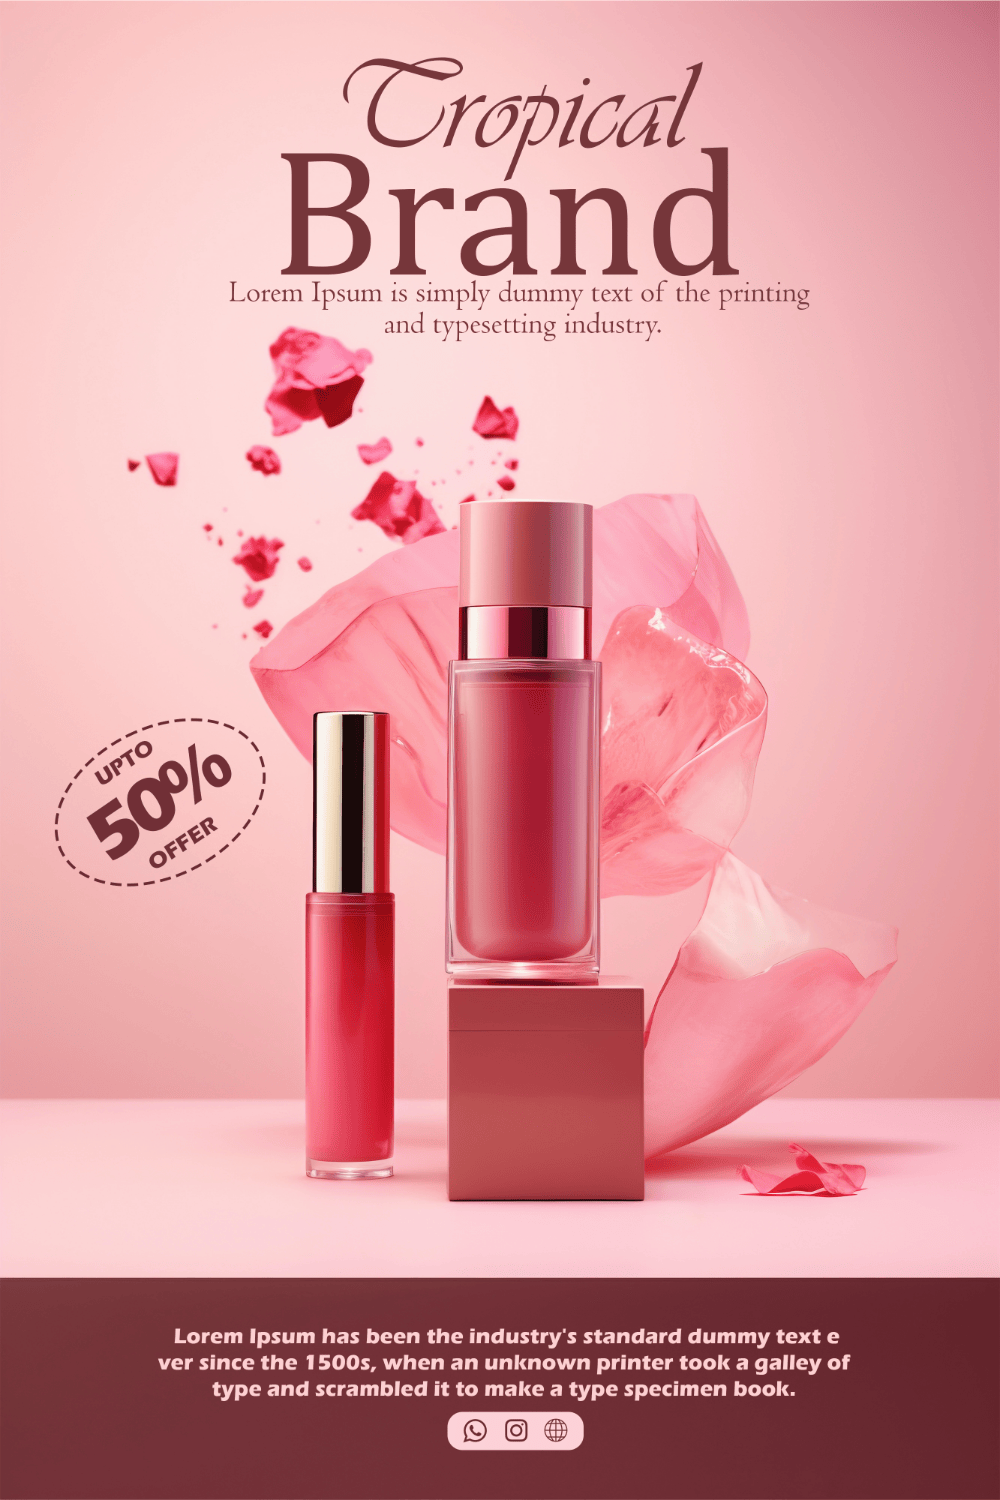 Tropical
Brand
Lorem Ipsum is simply dummy text of the printing
and typesetting industry.
UPTO
50%
OFFER
Lorem Ipsum has been the industry's standard dummy text e
ver since the 1500s, when an unknown printer took a galley of
type and scrambled it to make a type specimen book.